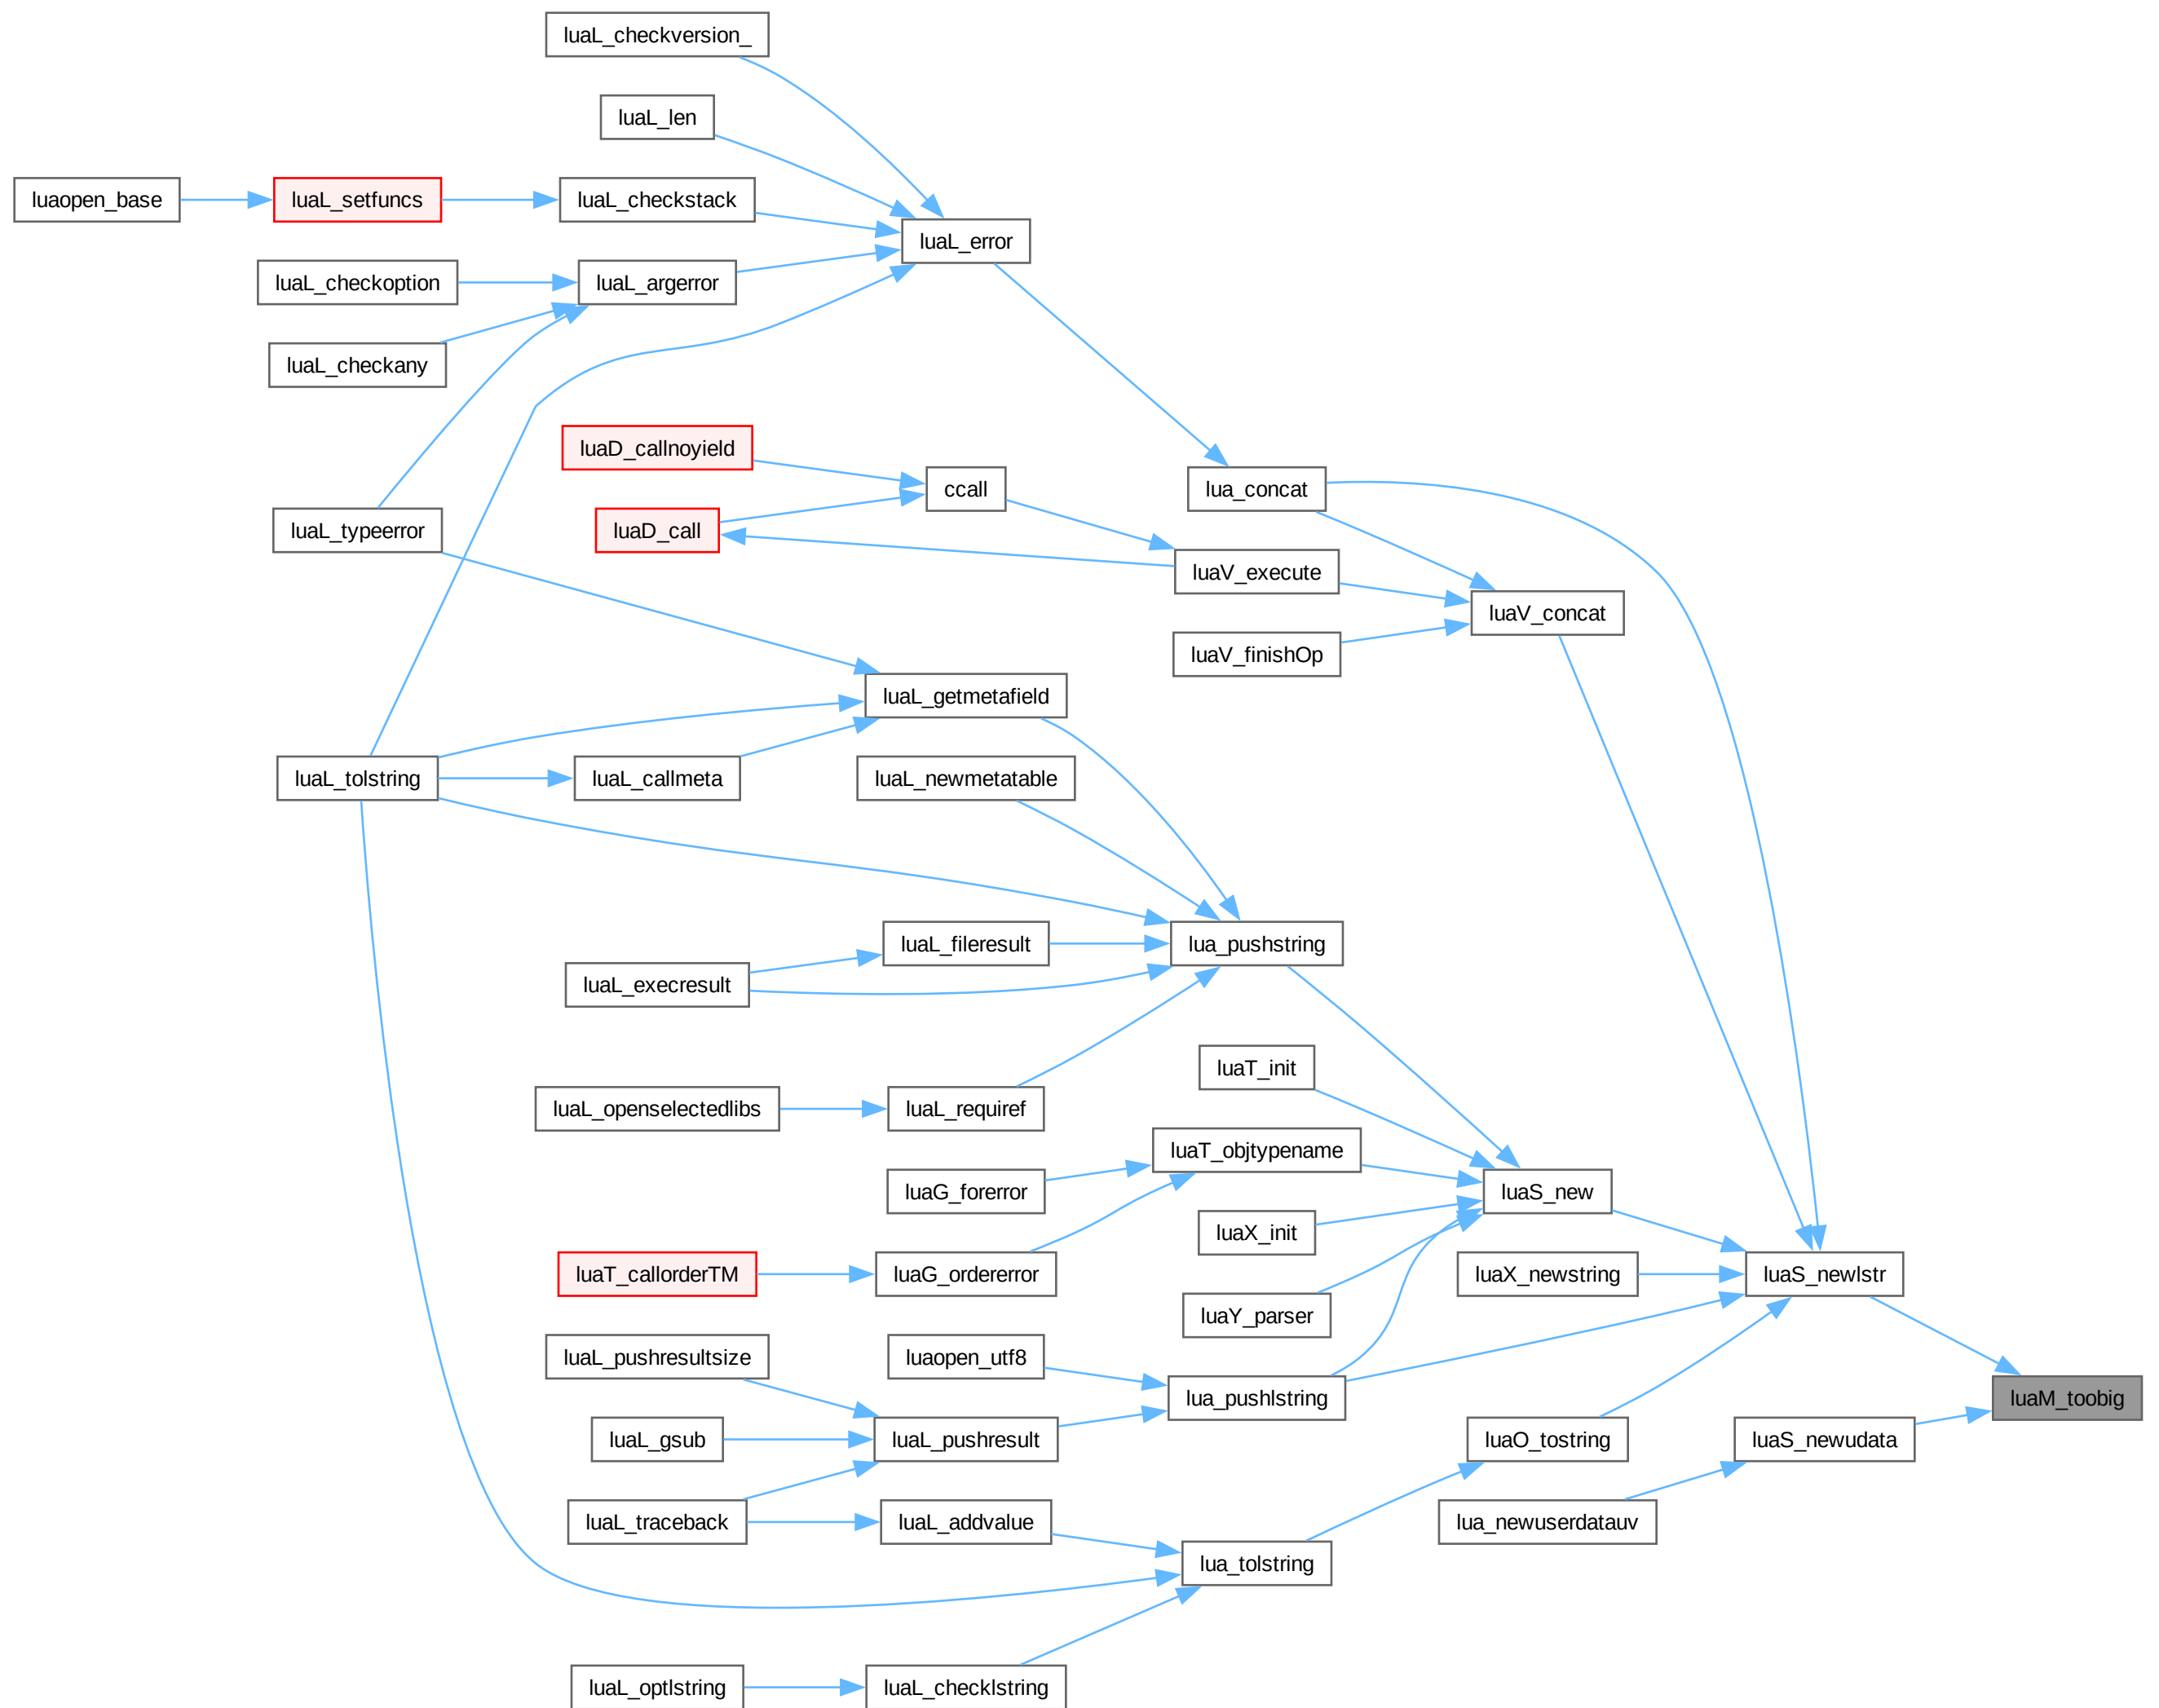 luaL_checkversion_
luaL_len
luaopen_base
luaL_setfuncs
luaL_checkstack
luaL_error
luaL_checkoption
luaL_argerror
luaL_checkany
luaD_callnoyield
ccall
lua_concat
luaL_typeerror
luaD_call
luaV_execute
luaV_concat
luaV_finishOp
luaL_getmetafield
luaL_tolstring
luaL_callmeta
luaL_newmetatable
luaL_fileresult
lua_pushstring
luaL_execresult
luaT_init
luaL_openselectedlibs
luaL_requiref
luaT_objtypename
luaG_forerror
luaS_new
luaX_init
luaT_callorderTM
luaG_ordererror
luaX_newstring
luaS_newlstr
luaY_parser
luaL_pushresultsize
luaopen_utf8
lua_pushlstring
luaM_toobig
luaL_gsub
luaL_pushresult
luaO_tostring
luaS_newudata
luaL_traceback
luaL_addvalue
lua_newuserdatauv
lua_tolstring
luaL_optlstring
luaL_checklstring